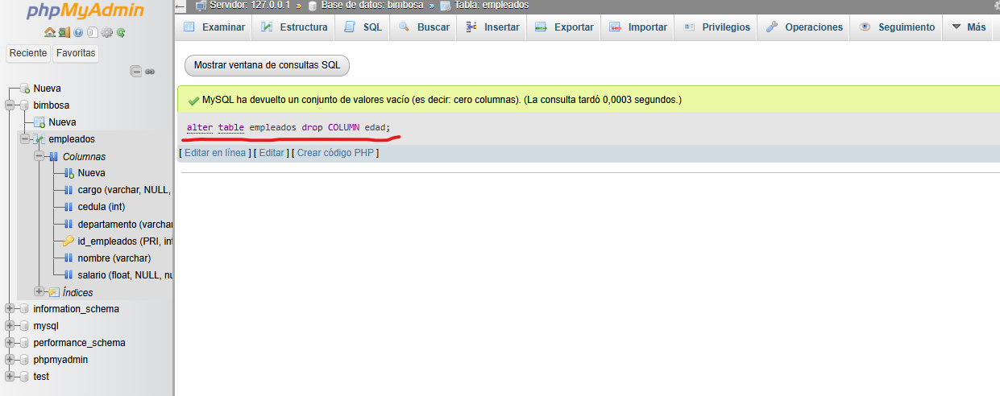 phpMyAdmin
Servidor: 127.0.0.1 » Base de datos: bimbosa » Tabla: empleados
Examinar Estructura SQL Buscar Insertar Exportar Importar Privilegios Operaciones Seguimiento Más
Reciente Favoritas
Mostrar ventana de consultas SQL
MySQL ha devuelto un conjunto de valores vacío (es decir: cero columnas). (La consulta tardó 0,0003 segundos.)
alter table empleados drop COLUMN edad;
[ Editar en línea ] [ Editar ] [ Crear código PHP ]
Nueva
bimbosa
Nueva
empleados
Columnas
Nueva
cargo (varchar, NULL,
cedula (int)
departamento (varchar
id_empleados (PRI, int
nombre (varchar)
salario (float, NULL, nu
Índices
information_schema
mysql
performance_schema
phpmyadmin
test